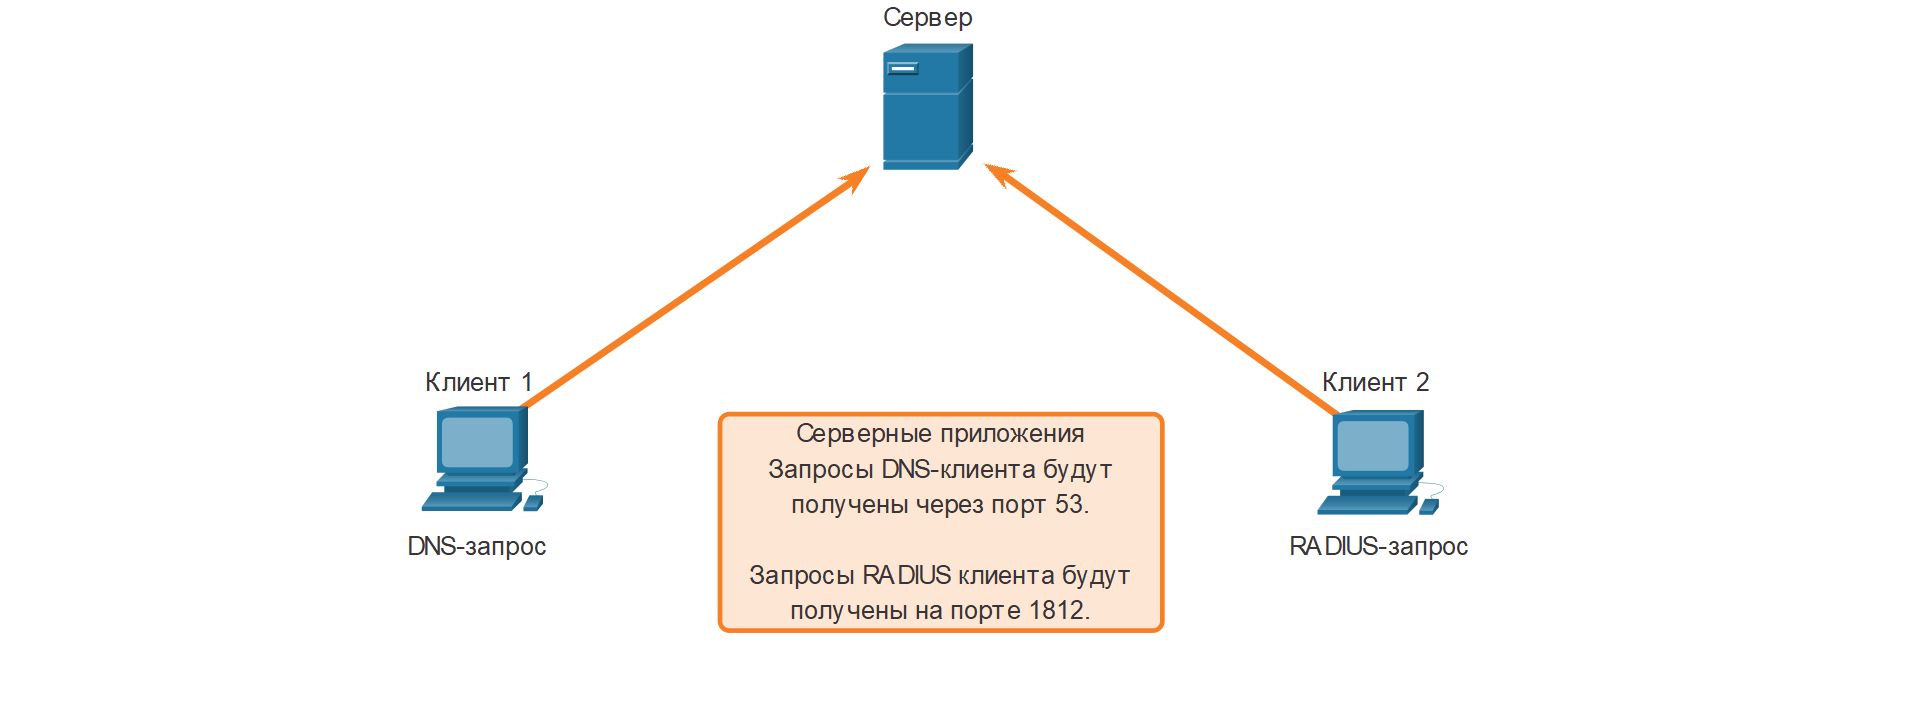 Сервер
Клиент 1
Клиент 2
Серверные приложения
Запросы DNS-клиента будут
получены через порт 53.
Запросы RADIUS клиента будут
получены на порте 1812.
DNS-запрос
RADIUS-запрос